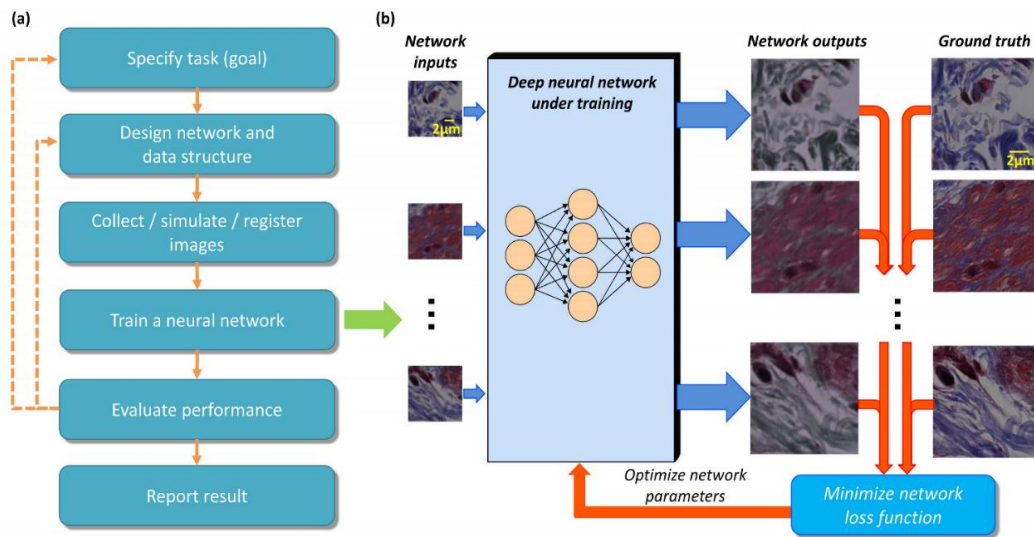 (a)
Specify task (goal)
Design network and
data structure
Collect / simulate / register
images
Train a neural network
Evaluate performance
Report result
(b)
Network
inputs
2μm
Deep neural network
under training
Network outputs
Ground truth
2μm
Optimize network
parameters
Minimize network
loss function